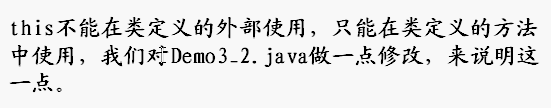 this不能在类定义的外部使用，只能在类定义的方法
中使用，我们对Demo3_2.java做一点修改，来说明这
一点。